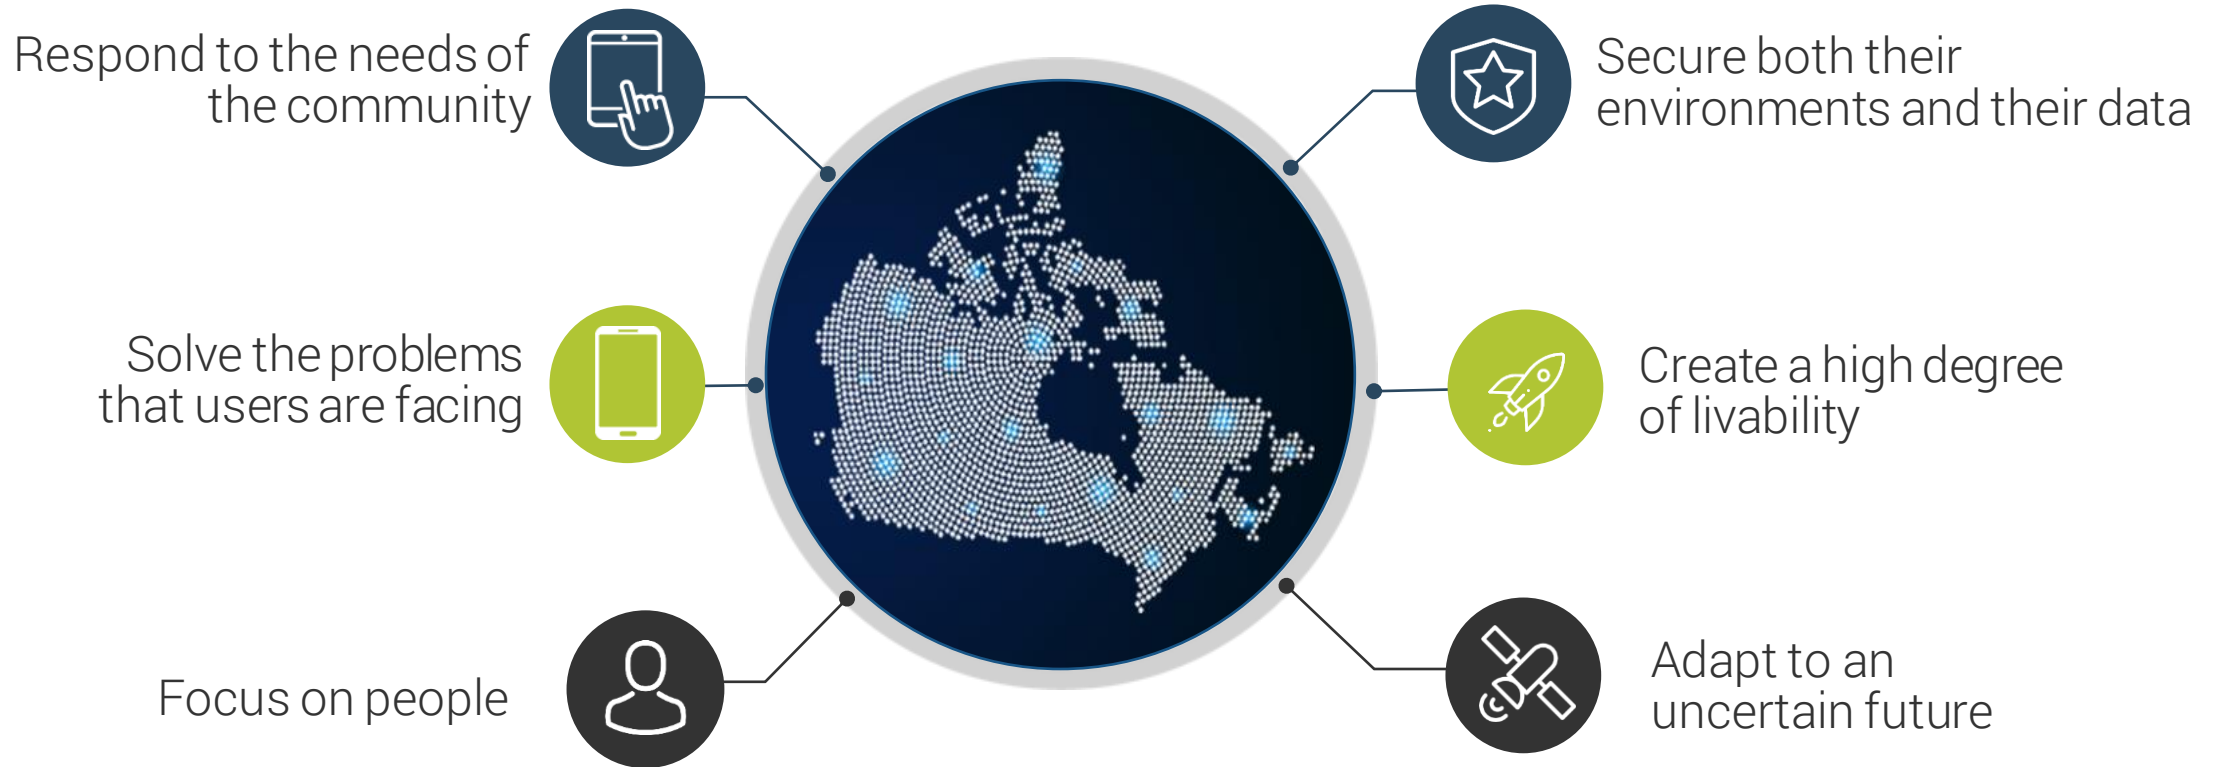 Respond to the needs of
the community
Solve the problems
that users are facing
Focus on people
Secure both their
environments and their data
Create a high degree
of livability
Adapt to an
uncertain future